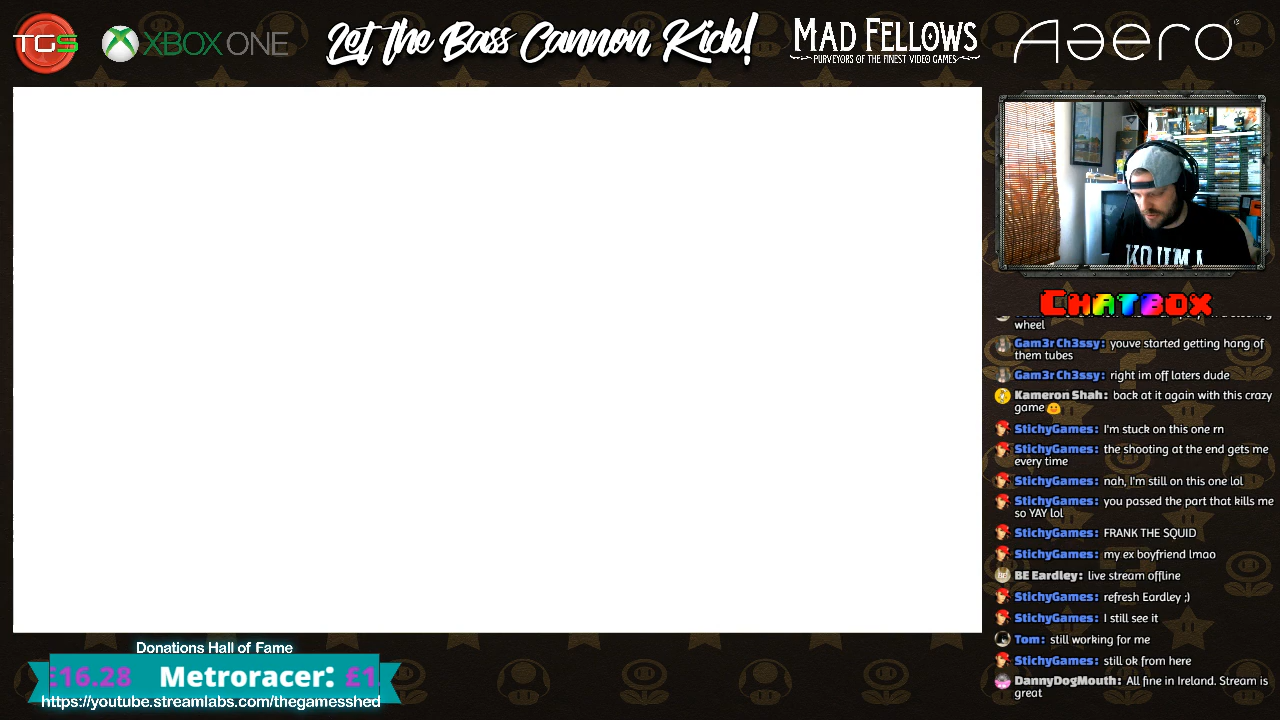 TGS
XBOX ONE
Let the Bass Cannon Kick!
MAD FELLOWS
PURVEYORS OF THE FINEST VIDEO GAMES
Aaero
KOJIMA
CHATBOX
wheel
Gam3r Ch3ssy: youve started getting hang of
them tubes
Gam3r Ch3ssy: right im off laters dude
Kameron Shah: back at it again with this crazy
game
StichyGames: I'm stuck on this one rn
StichyGames: the shooting at the end gets me
every time
StichyGames: nah, I'm still on this one lol
StichyGames: you passed the part that kills me
so YAY lol
StichyGames: FRANK THE SQUID
StichyGames: my ex boyfriend lmao
BE Eardley: live stream offline
StichyGames: refresh Eardley ;)
StichyGames: I still see it
Tom: still working for me
StichyGames: still ok from here
DannyDogMouth: All fine in Ireland. Stream is
great
Donations Hall of Fame
£16.28 Metroracer: £1
https://youtube.streamlabs.com/thegamesshed